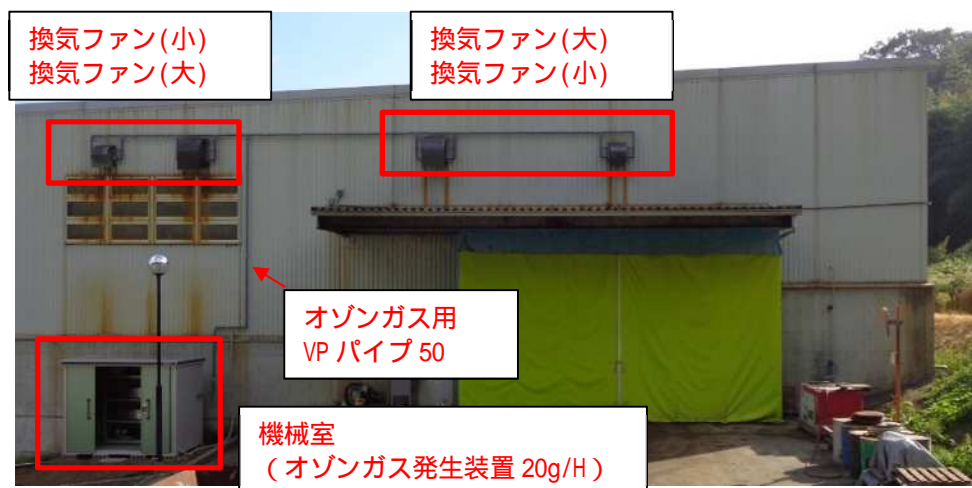 換気ファン(小)
換気ファン(大)
換気ファン(大)
換気ファン(小)
オゾンガス用
VP パイプ 50
機械室
(オゾンガス発生装置 20g/H)